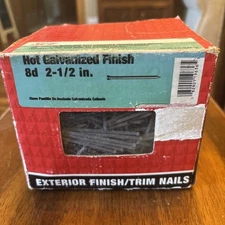 Hot Galvanized Finish
8d 2-1/2 in.
EXTERIOR FINISH/TRIM NAILS